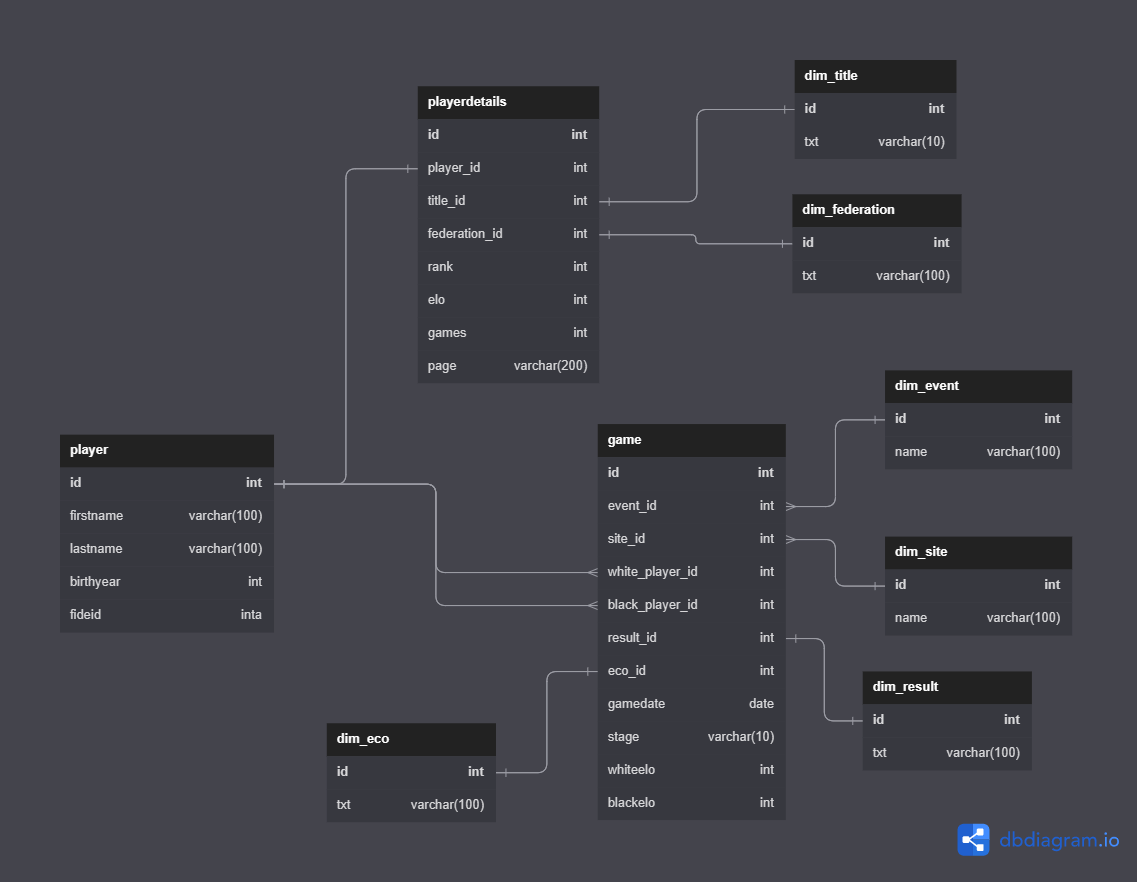 playerdetails
id int
player_id int
title_id int
federation_id int
rank int
elo int
games int
page varchar(200)
dim_title
id int
txt varchar(10)
dim_federation
id int
txt varchar(100)
player
id int
firstname varchar(100)
lastname varchar(100)
birthyear int
fideid inta
game
id int
event_id int
site_id int
white_player_id int
black_player_id int
result_id int
eco_id int
gamedate date
stage varchar(10)
whiteelo int
blackelo int
dim_event
id int
name varchar(100)
dim_site
id int
name varchar(100)
dim_result
id int
txt varchar(100)
dim_eco
id int
txt varchar(100)
dbdiagram.io